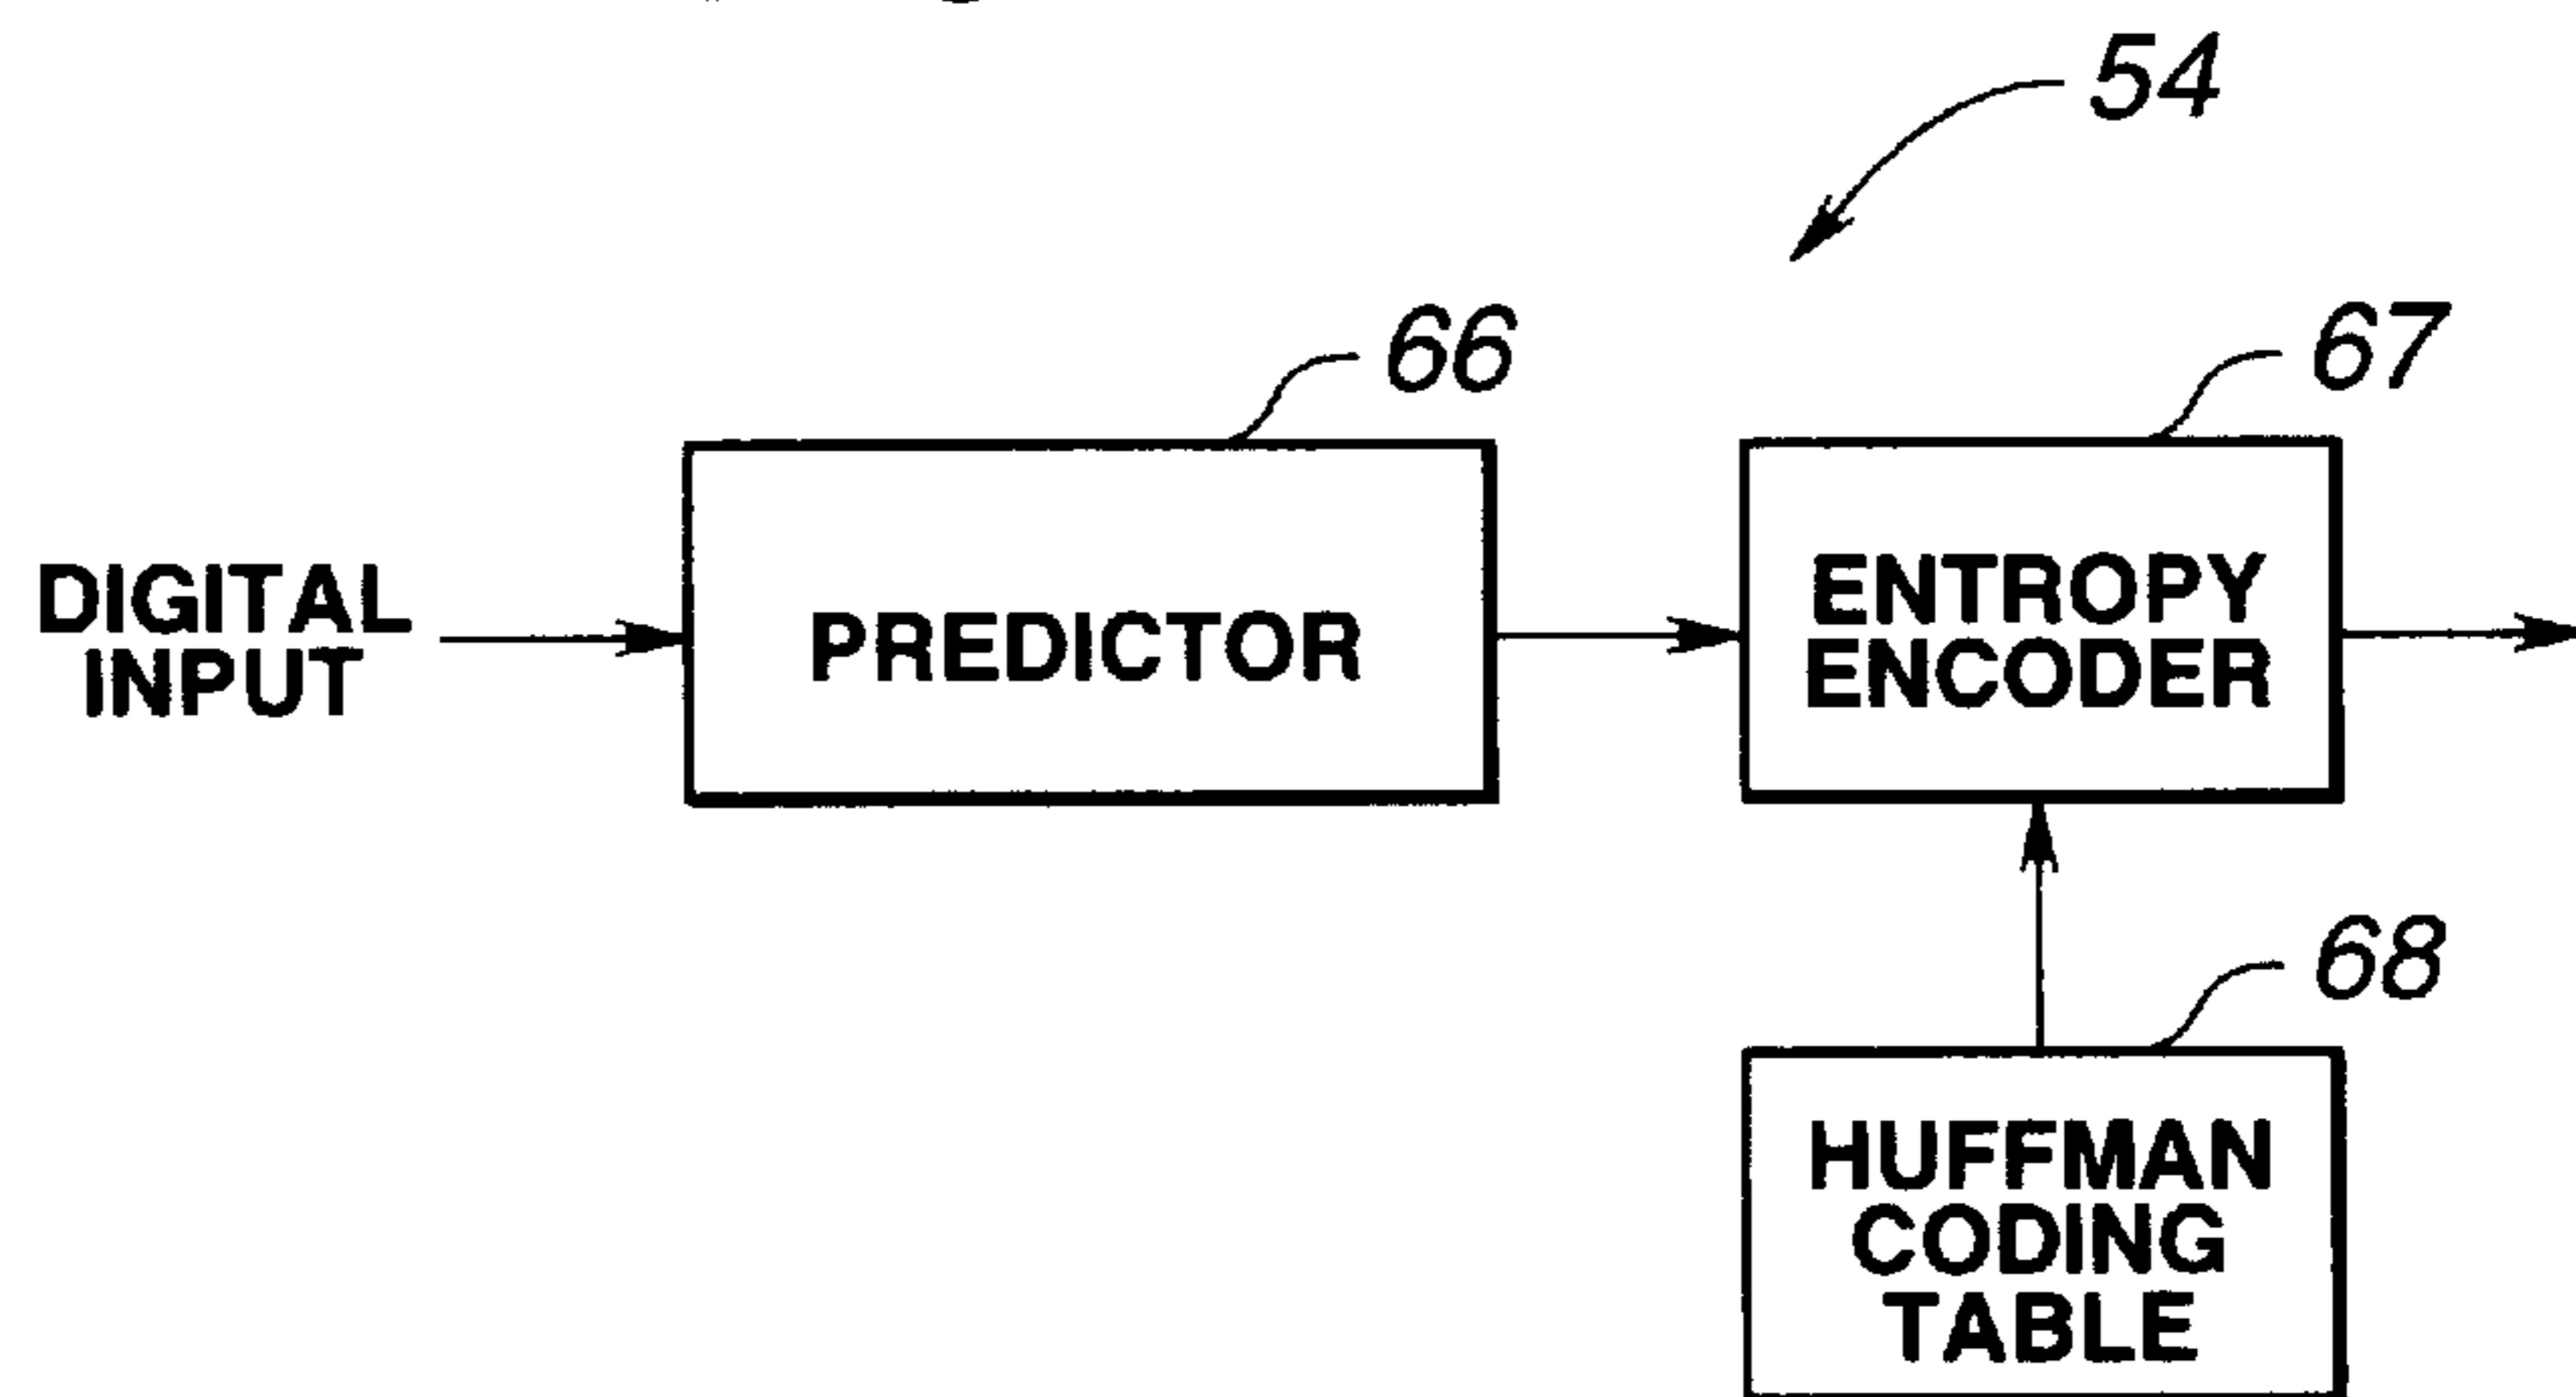 54
66
67
DIGITAL
INPUT
PREDICTOR
ENTROPY
ENCODER
68
HUFFMAN
CODING
TABLE